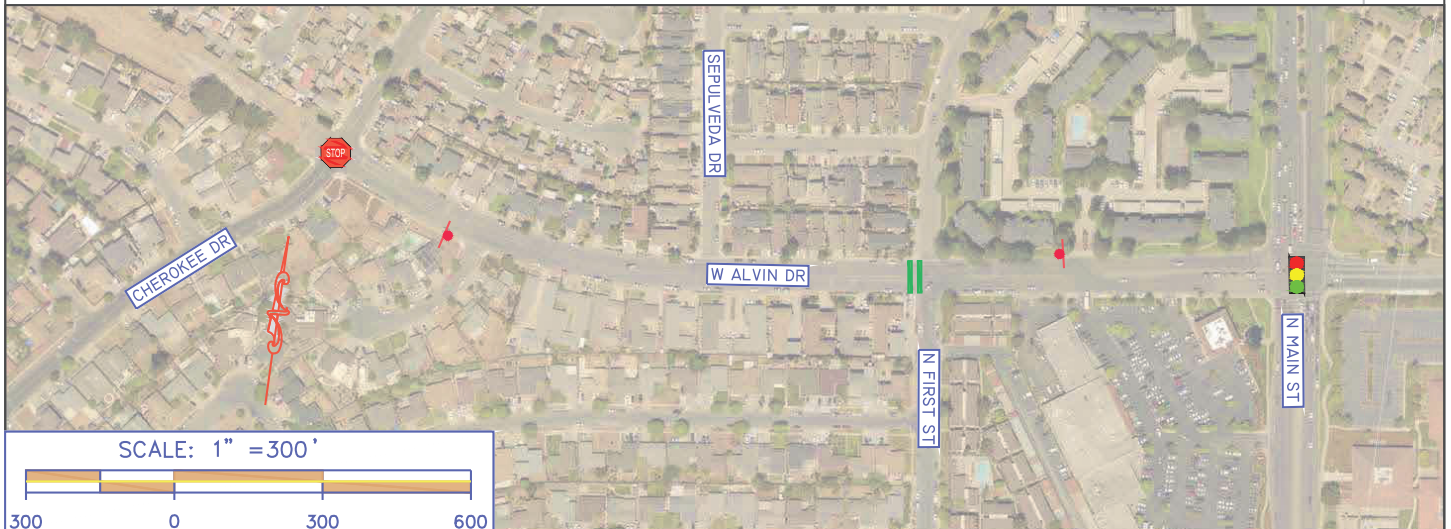 SEPULVEDA DR
STOP
CHEROKEE DR
W ALVIN DR
N FIRST ST
N MAIN ST
SCALE: 1" =300'
300 0 300 600